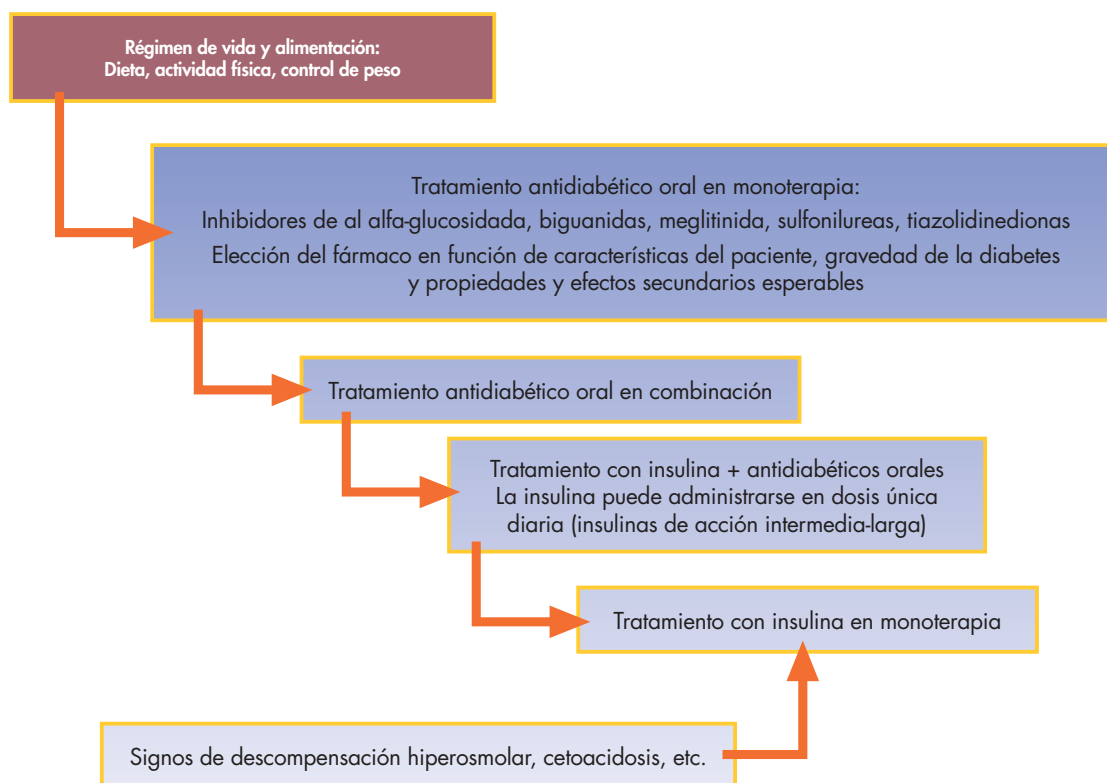 Régimen de vida y alimentación:
Dieta, actividad física, control de peso
Tratamiento antidiabético oral en monoterapia:
Inhibidores de al alfa-glucosidada, biguanidas, meglitinida, sulfonilureas, tiazolidinedionas
Elección del fármaco en función de características del paciente, gravedad de la diabetes
y propiedades y efectos secundarios esperables
Tratamiento antidiabético oral en combinación
Tratamiento con insulina + antidiabéticos orales
La insulina puede administrarse en dosis única
diaria (insulinas de acción intermedia-larga)
Tratamiento con insulina en monoterapia
Signos de descompensación hiperosmolar, cetoacidosis, etc.